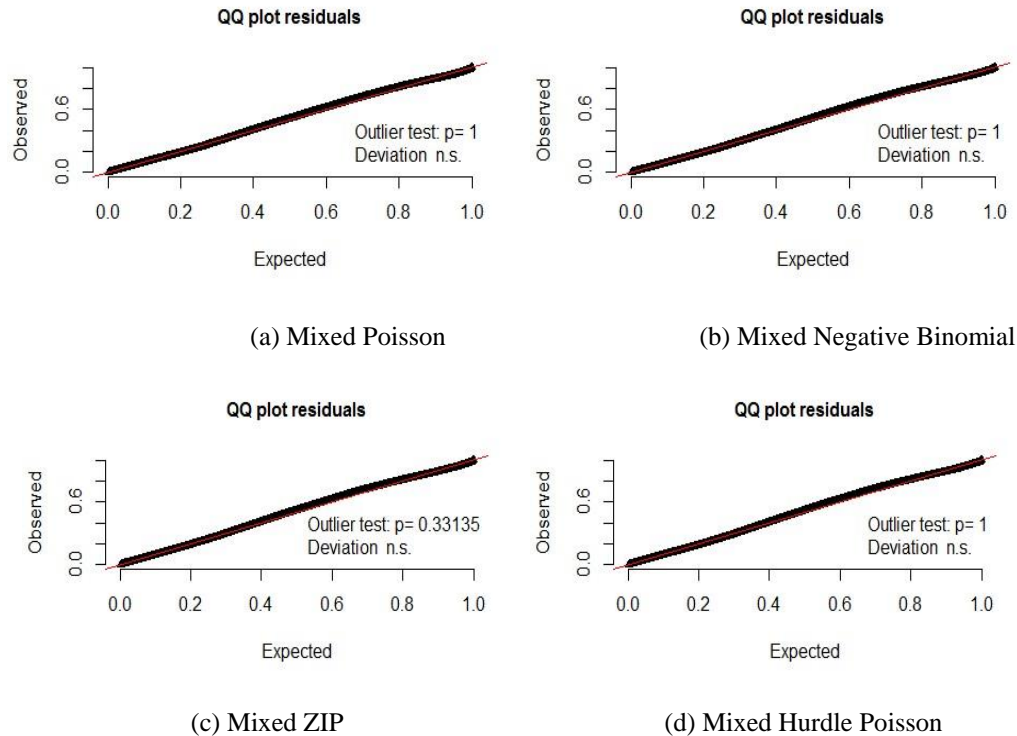 QQ plot residuals
Observed
0.6
0.0
Outlier test: p= 1
Deviation n.s.
0.0 0.2 0.4 0.6 0.8 1.0
Expected
(a) Mixed Poisson
QQ plot residuals
Observed
0.6
0.0
Outlier test: p= 1
Deviation n.s.
0.0 0.2 0.4 0.6 0.8 1.0
Expected
(b) Mixed Negative Binomial
QQ plot residuals
Observed
0.6
0.0
Outlier test: p= 0.33135
Deviation n.s.
0.0 0.2 0.4 0.6 0.8 1.0
Expected
(c) Mixed ZIP
QQ plot residuals
Observed
0.6
0.0
Outlier test: p= 1
Deviation n.s.
0.0 0.2 0.4 0.6 0.8 1.0
Expected
(d) Mixed Hurdle Poisson